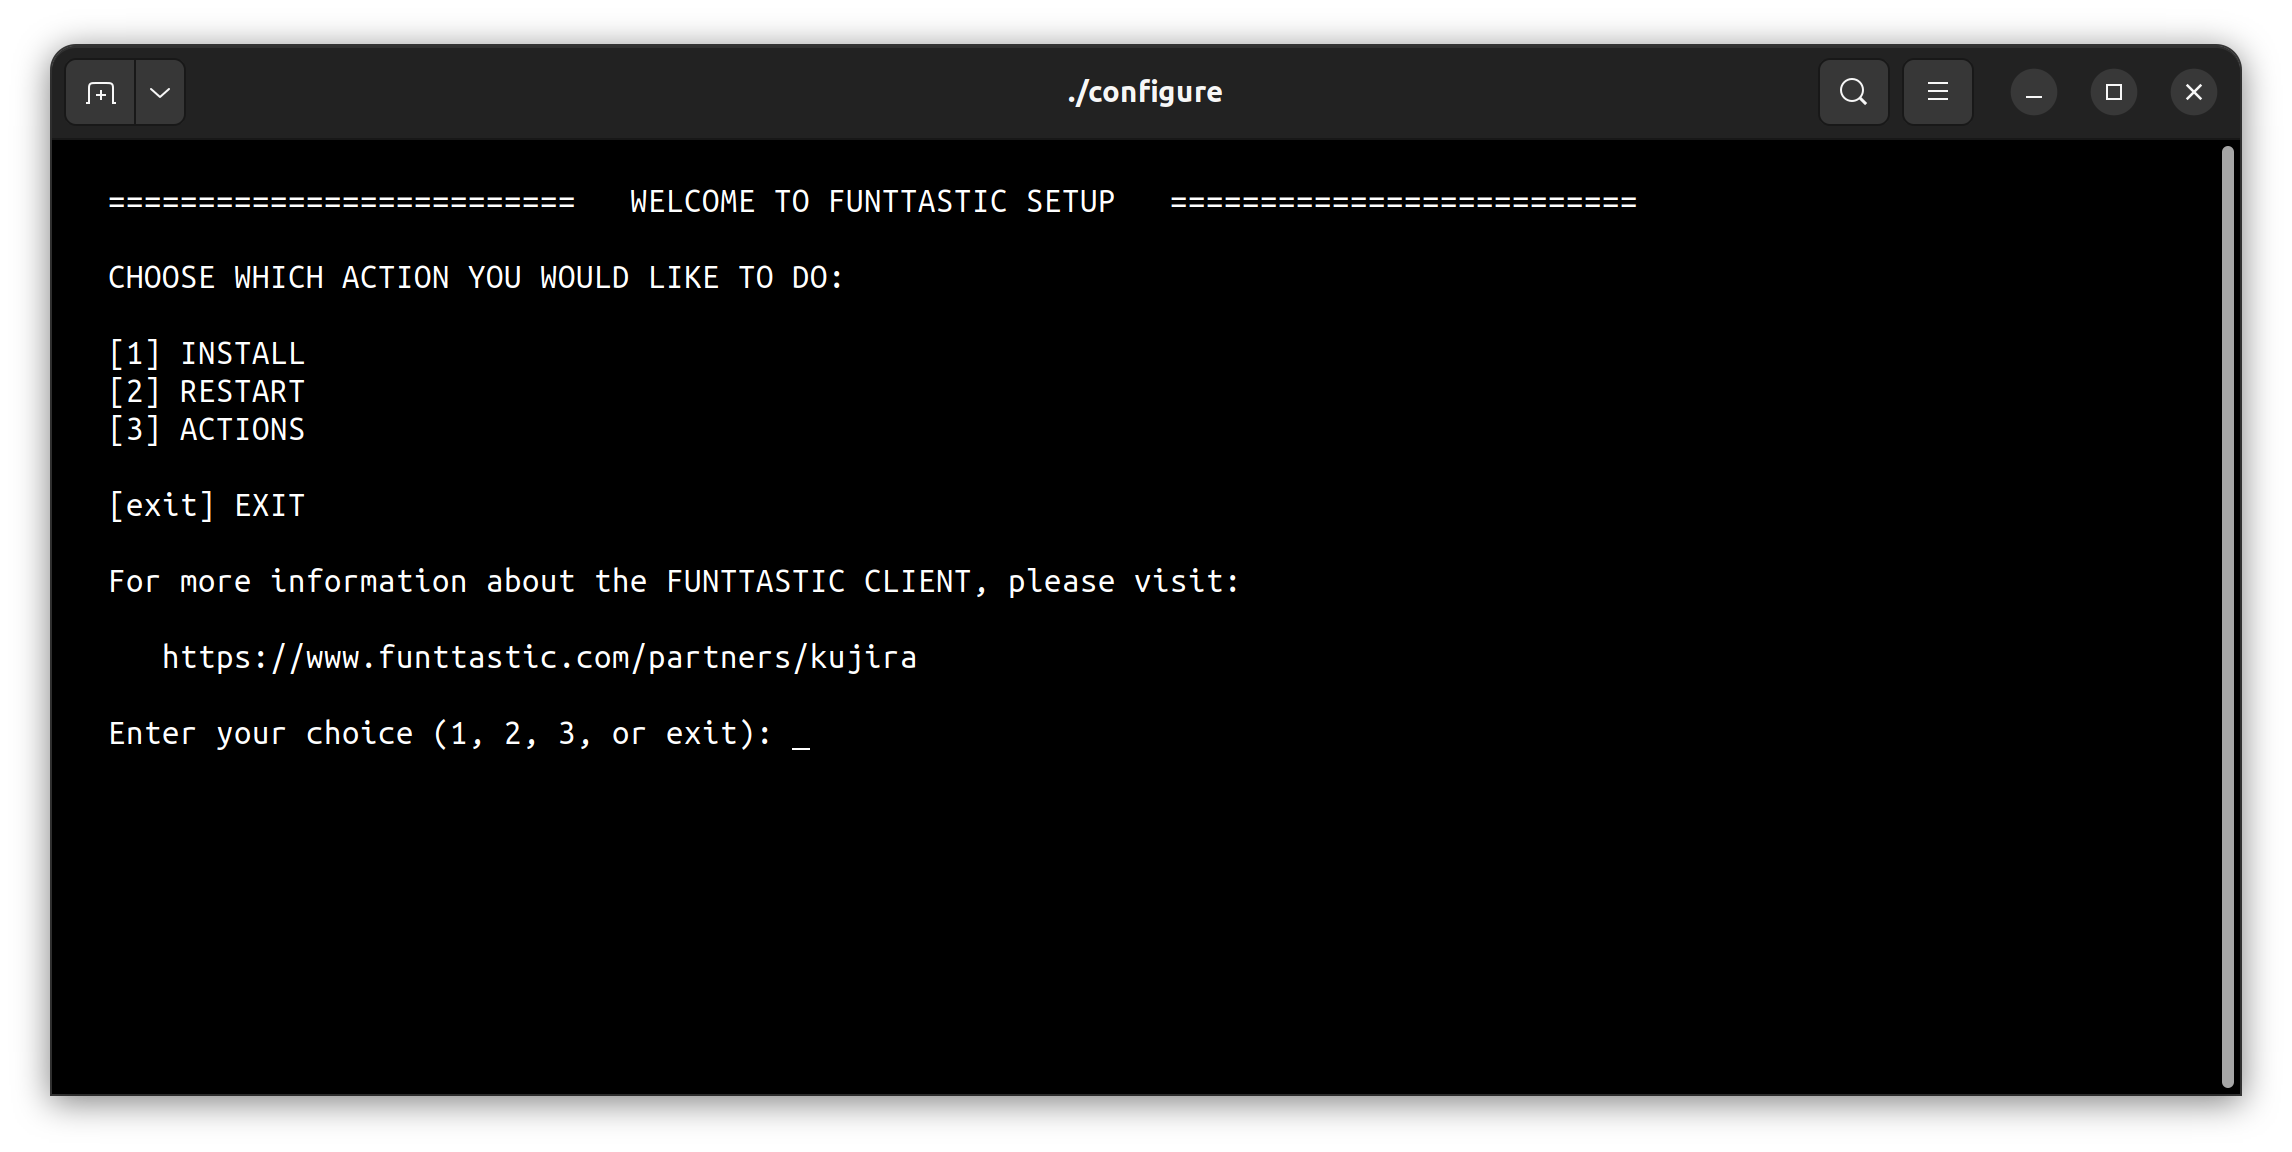 ./configure
==========================   WELCOME TO FUNTTASTIC SETUP   ==========================
CHOOSE WHICH ACTION YOU WOULD LIKE TO DO:
[1] INSTALL
[2] RESTART
[3] ACTIONS
[exit] EXIT
For more information about the FUNTTASTIC CLIENT, please visit:
https://www.funttastic.com/partners/kujira
Enter your choice (1, 2, 3, or exit): _